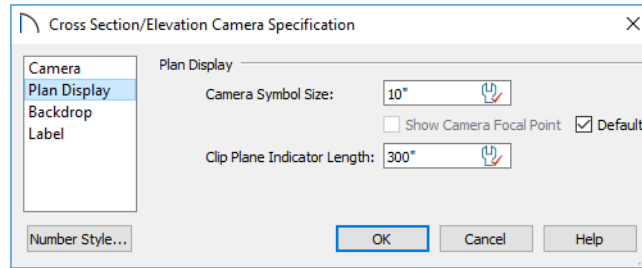 Cross Section/Elevation Camera Specification
Camera
Plan Display
Backdrop
Label
Plan Display
Camera Symbol Size: 10"
Show Camera Focal Point Default
Clip Plane Indicator Length: 300"
Number Style... OK Cancel Help